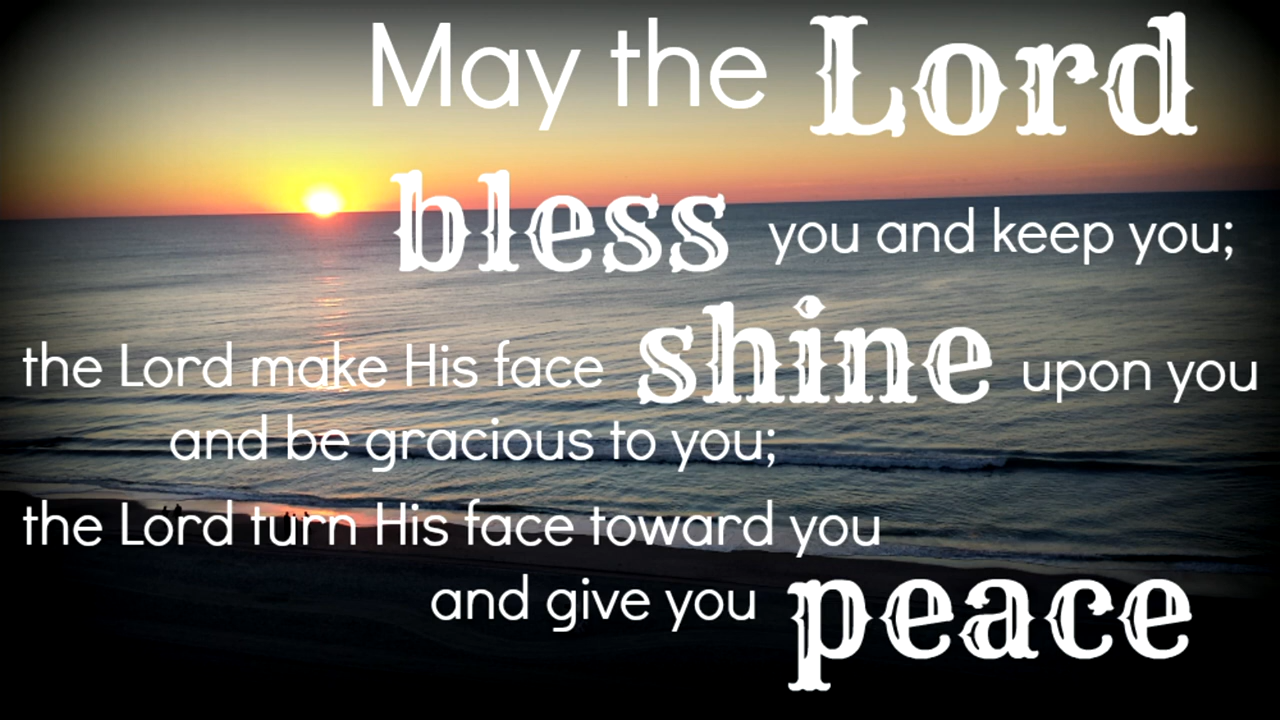 May the Lord
bless you and keep you;
the Lord make His face shine upon you
and be gracious to you;
the Lord turn His face toward you
and give you peace